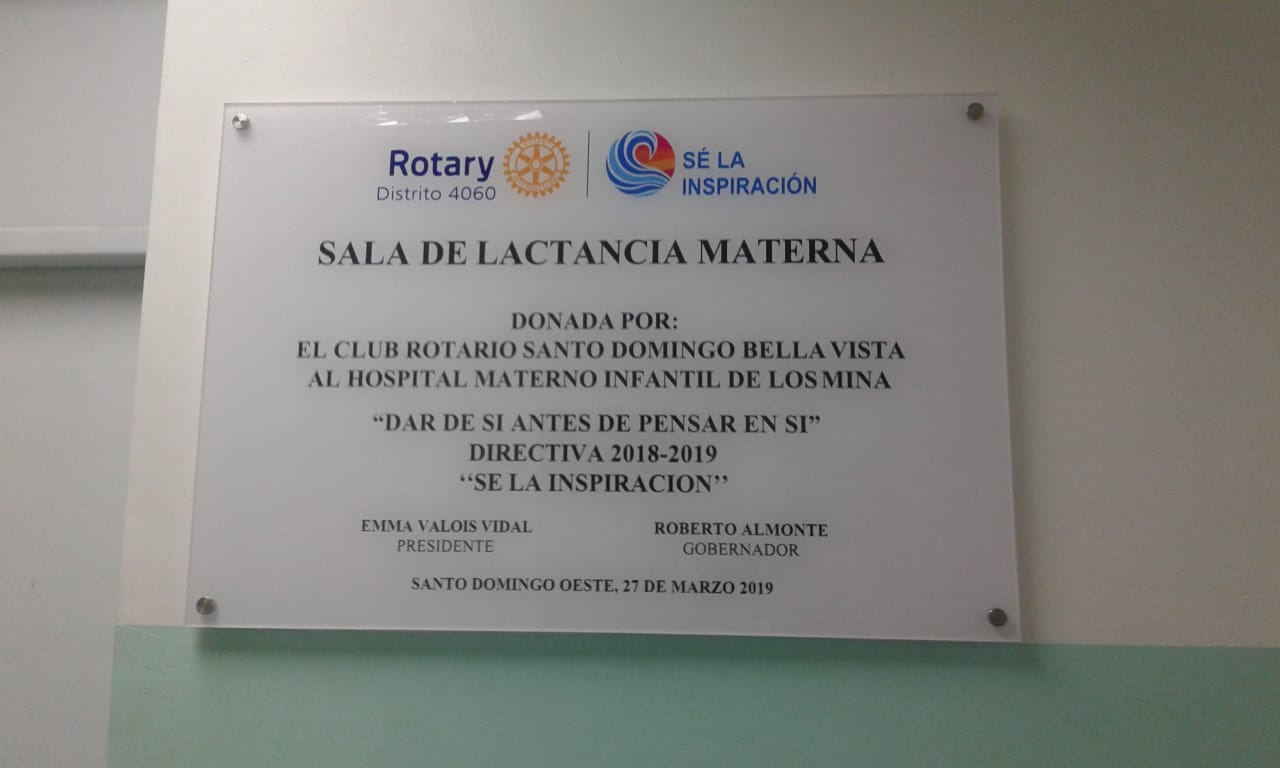 Rotary
Distrito 4060
SÉ LA
INSPIRACIÓN
SALA DE LACTANCIA MATERNA
DONADA POR:
EL CLUB ROTARIO SANTO DOMINGO BELLA VISTA
AL HOSPITAL MATERNO INFANTIL DE LOS MINA
“DAR DE SI ANTES DE PENSAR EN SI”
DIRECTIVA 2018-2019
‘‘SE LA INSPIRACION’’
EMMA VALOIS VIDAL
PRESIDENTE
ROBERTO ALMONTE
GOBERNADOR
SANTO DOMINGO OESTE, 27 DE MARZO 2019